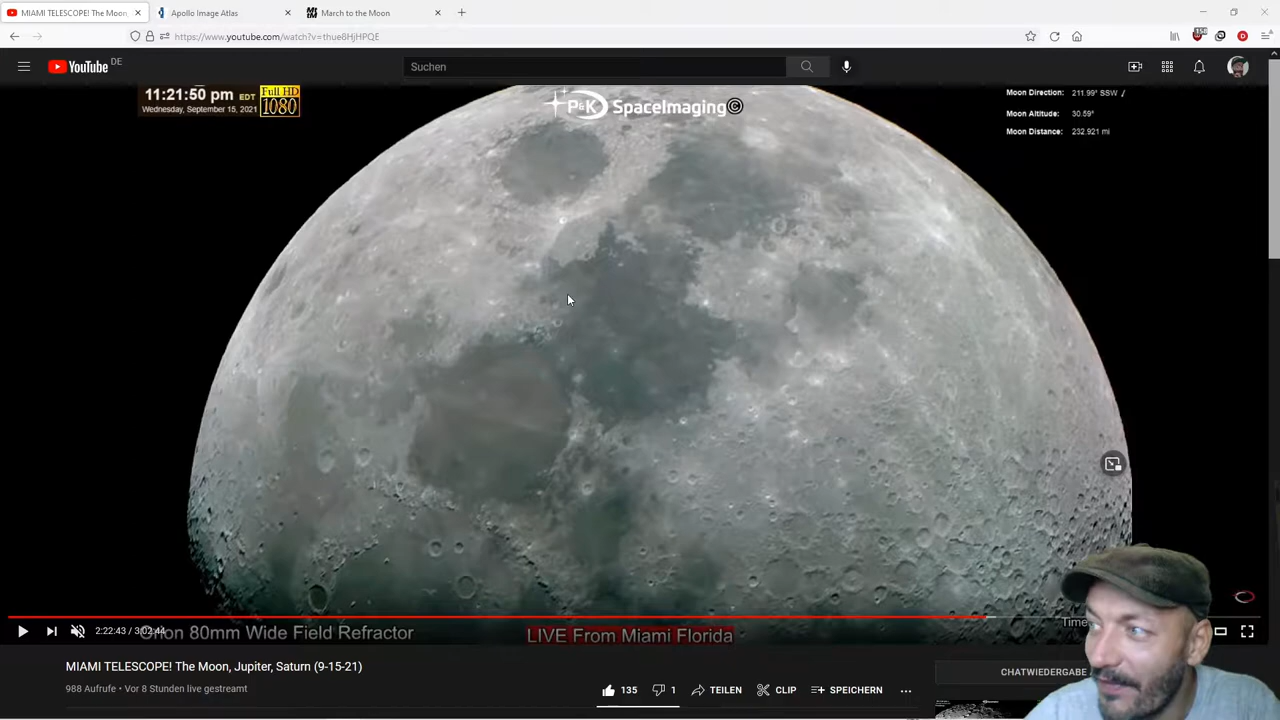 MIAMI TELESCOPE! The Moon,
Apollo Image Atlas
March to the Moon
https://www.youtube.com/watch?v=thue6HjHPQE
158
YouTube DE
Suchen
11:21:50 pm EDT
Wednesday, September 15, 2021
Full HD
1080
P&K SpaceImaging©
Moon Direction: 211.99° SSW
Moon Altitude: 30.59°
Moon Distance: 232.921 mi
2:22:43 / 3:02:44
Orion 80mm Wide Field Refractor
LIVE From Miami Florida
Time
MIAMI TELESCOPE! The Moon, Jupiter, Saturn (9-15-21)
988 Aufrufe • Vor 8 Stunden live gestreamt
135
1
TEILEN
CLIP
SPEICHERN
CHATWIEDERGABE